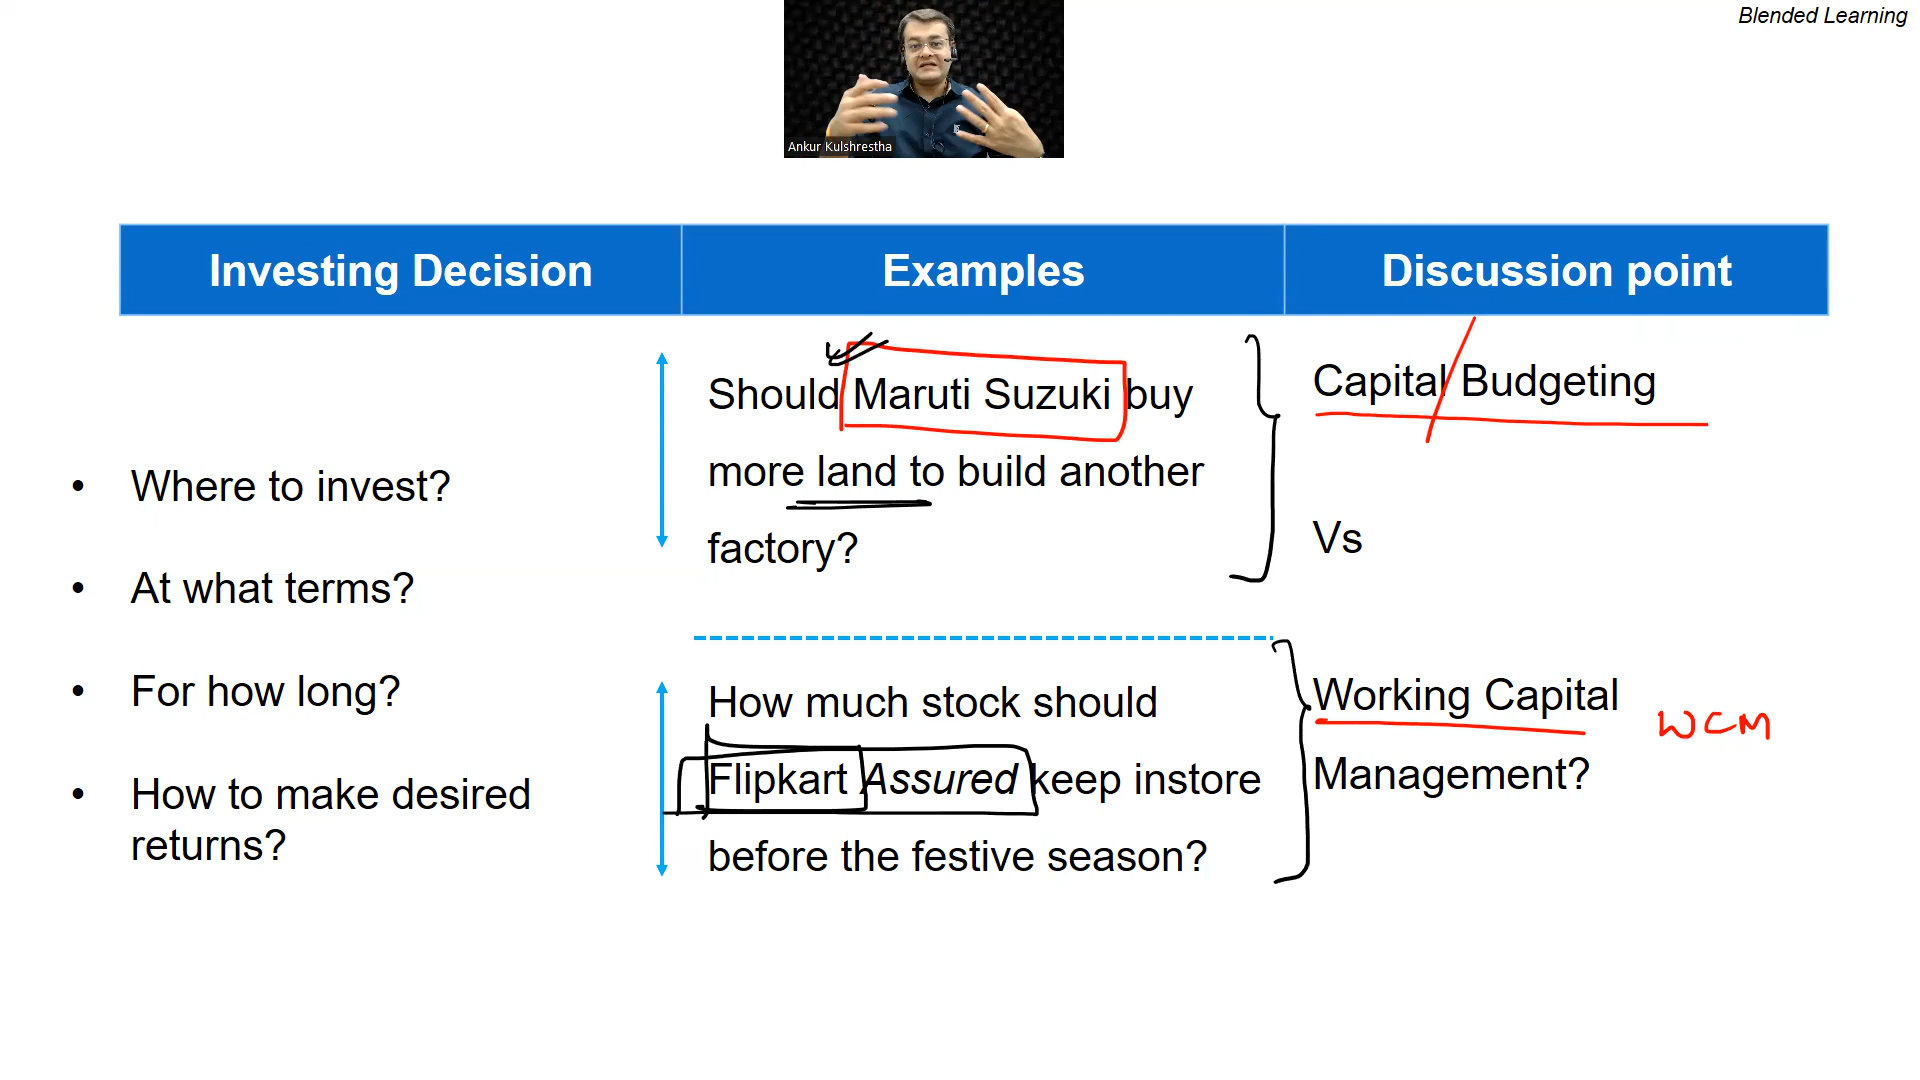 Blended Learning
Ankur Kulshrestha
Investing Decision
Examples
Discussion point
• Where to invest?
• At what terms?
• For how long?
• How to make desired
returns?
Should Maruti Suzuki buy
more land to build another
factory?
How much stock should
Flipkart Assured keep instore
before the festive season?
Capital Budgeting
Vs
Working Capital
Management?
WCM